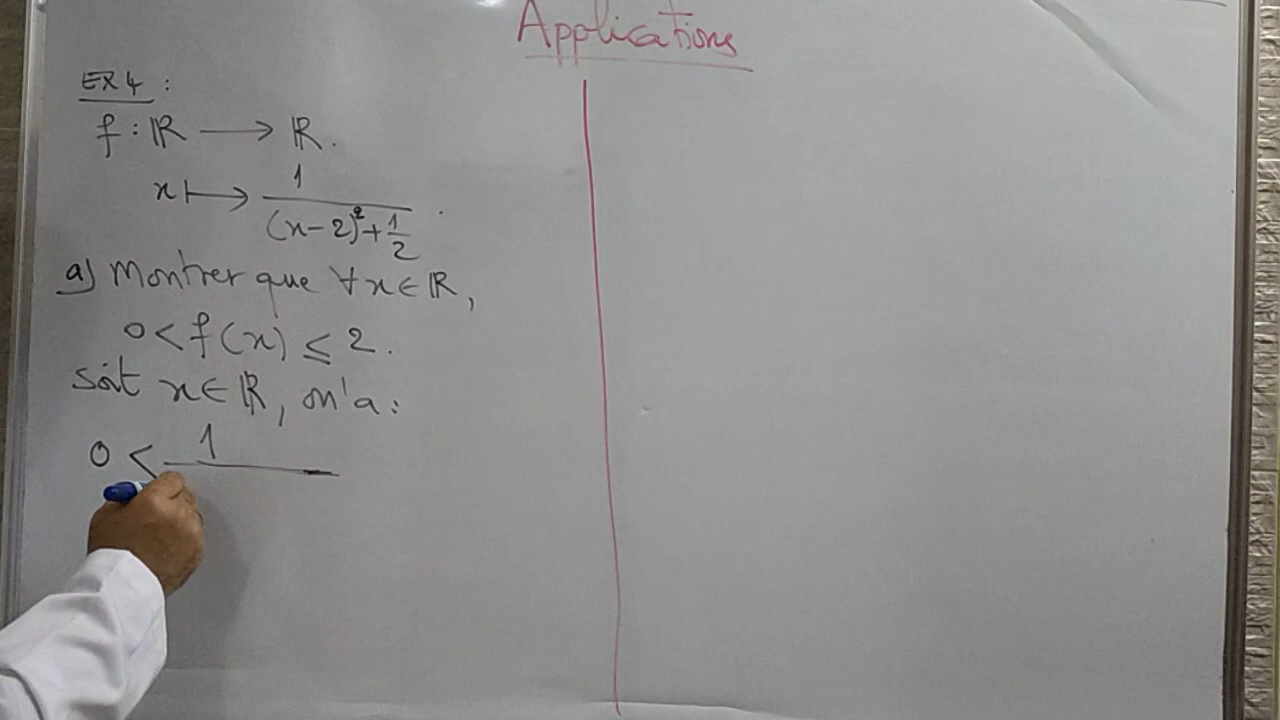 Applications
EX4 :
f : ℝ ⟶ ℝ.
x ⟼ 1/((x-2)²+1/2) .
a) Montrer que ∀x∈ℝ,
0 < f(x) ≤ 2.
soit x∈ℝ, on'a :
0 < 1